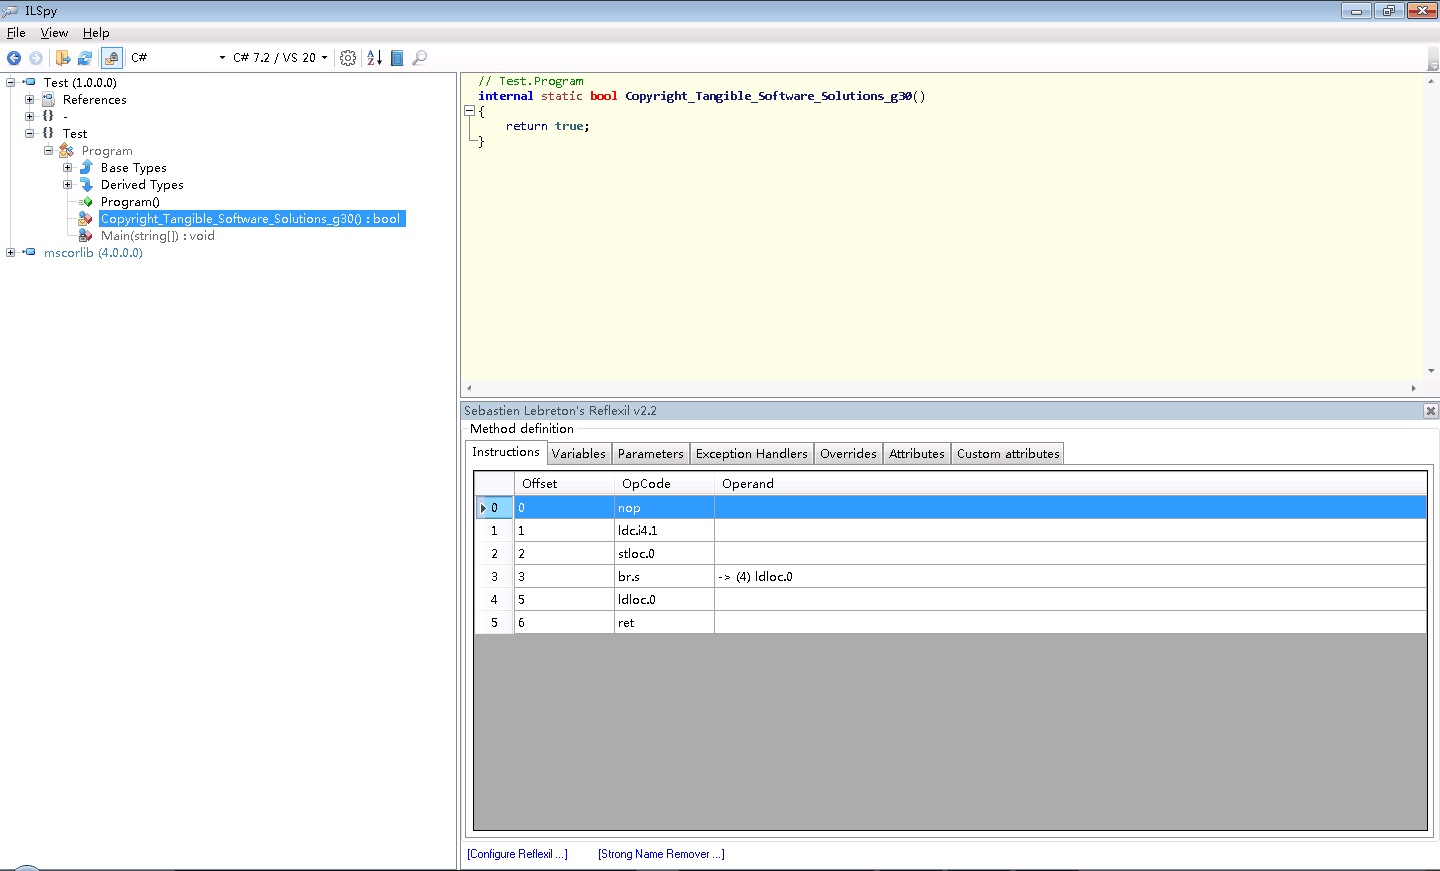 ILSpy
File View Help
C# C# 7.2 / VS 20
Test (1.0.0.0)
References
-
Test
Program
Base Types
Derived Types
Program()
Copyright_Tangible_Software_Solutions_g30() : bool
Main(string[]) : void
mscorlib (4.0.0.0)
// Test.Program
internal static bool Copyright_Tangible_Software_Solutions_g30()
{
return true;
}
Sebastien Lebreton's Reflexil v2.2
Method definition
Instructions Variables Parameters Exception Handlers Overrides Attributes Custom attributes
Offset OpCode Operand
0 0 nop
1 1 ldc.i4.1
2 2 stloc.0
3 3 br.s -> (4) ldloc.0
4 5 ldloc.0
5 6 ret
[Configure Reflexil ...] [Strong Name Remover ...]